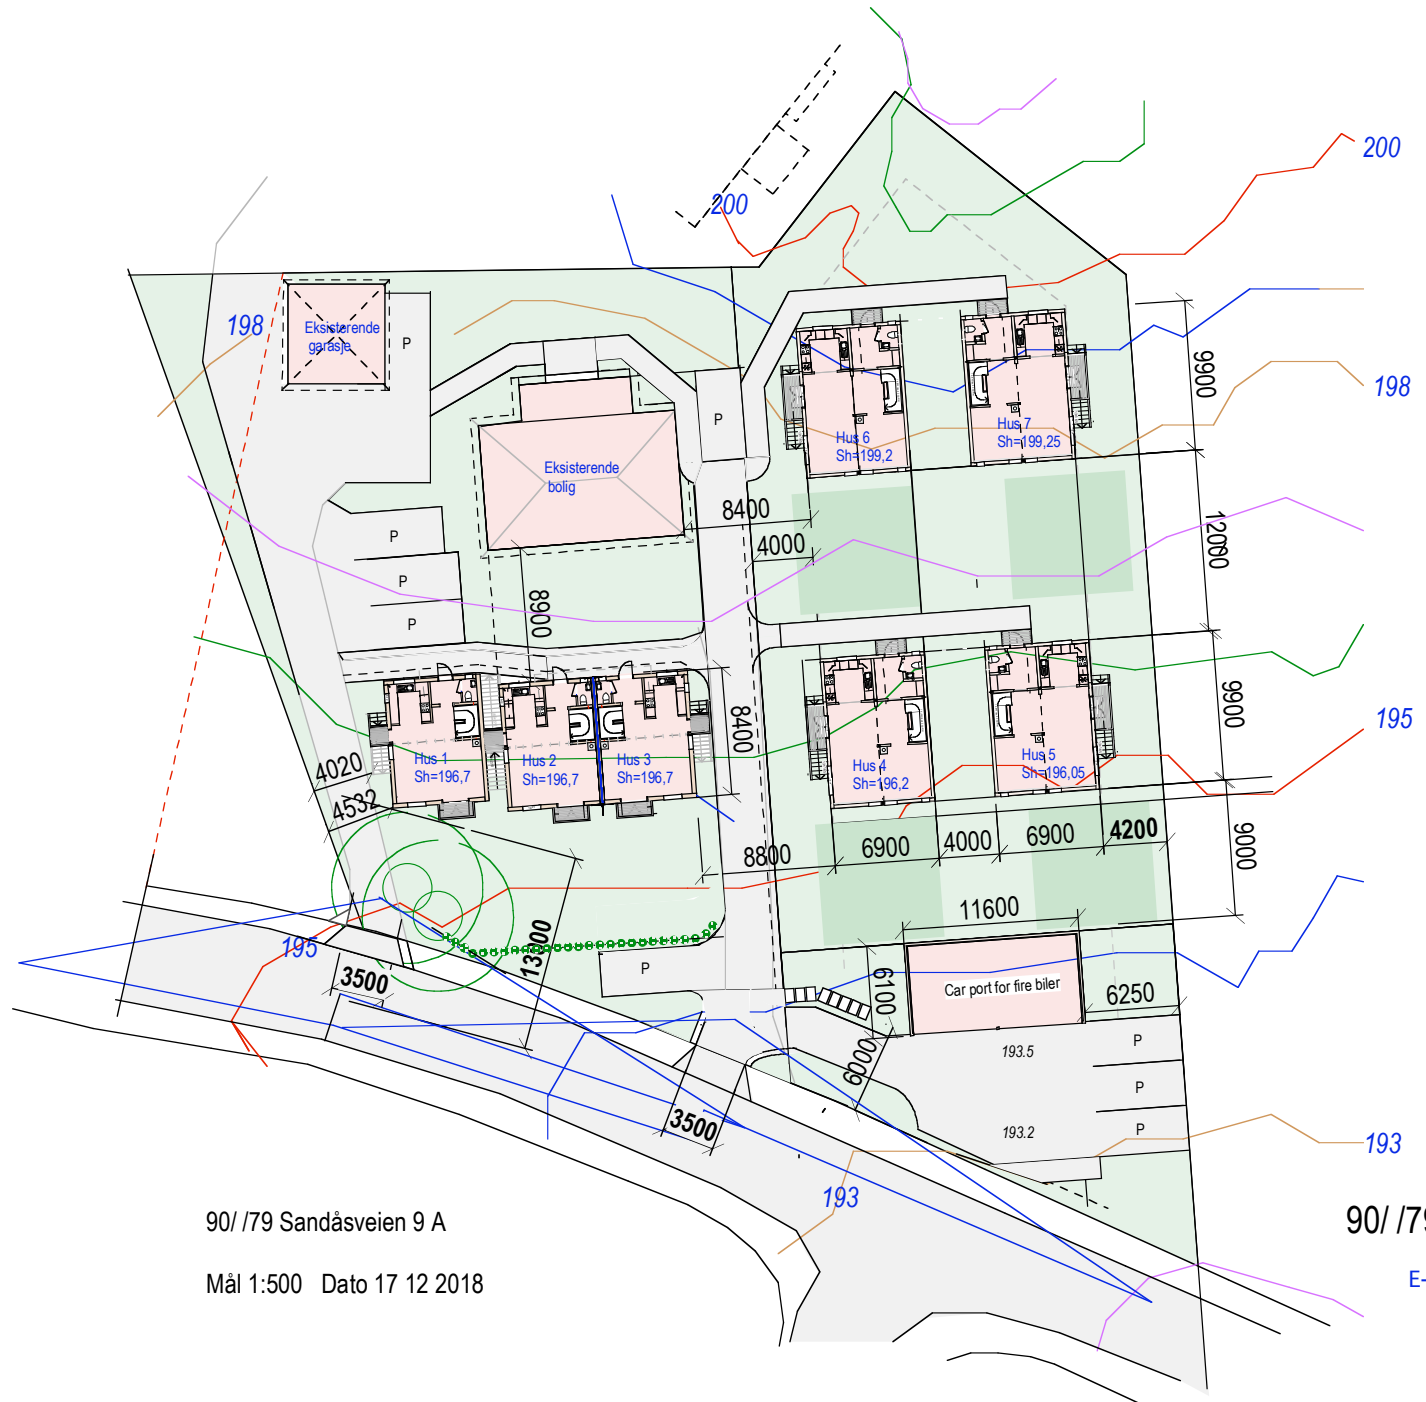 200
200
198
Eksisterende
garasje
P
9900
198
P
Hus 6
Sh=199,2
Hus 7
Sh=199,25
Eksisterende
bolig
8400
4000
12000
P
P
P
8900
8400
9900
195
Hus 1
Sh=196,7
Hus 2
Sh=196,7
Hus 3
Sh=196,7
Hus 4
Sh=196,2
Hus 5
Sh=196,05
4020
4532
8800
6900
4000
6900
4200
9000
11600
195
3500
13000
P
6100
Car port for fire biler
6250
193.5
P
6000
P
3500
193.2
P
193
193
90/ /79 Sandåsveien 9 A
90/ /79
Mål 1:500 Dato 17 12 2018
E-